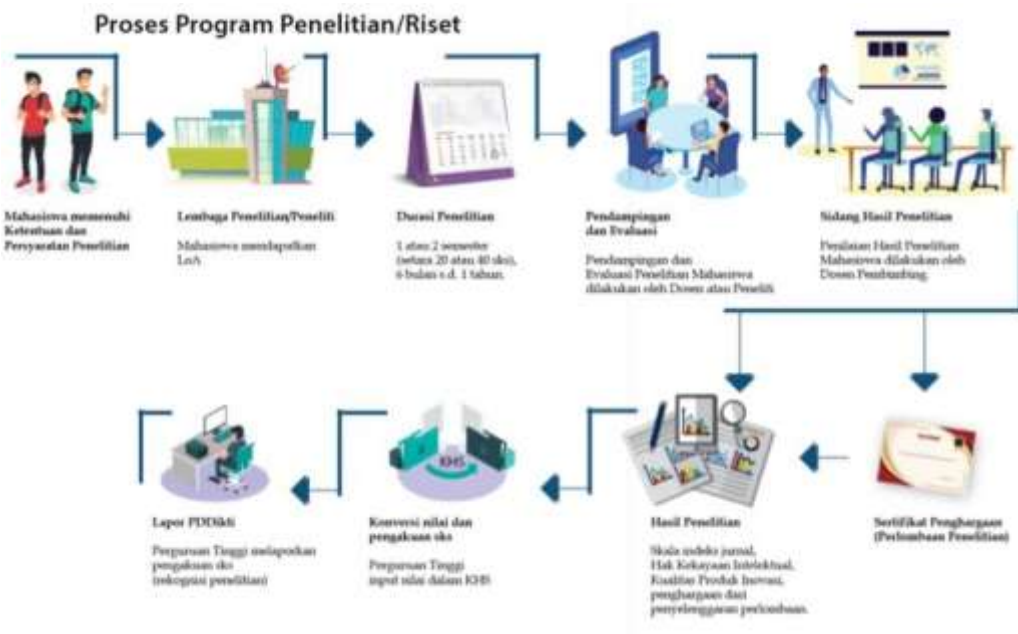 Proses Program Penelitian/Riset
Mahasiswa memenuhi
Ketentuan dan
Persyaratan Penelitian
Lembaga Penelitian/Peneliti
Mahasiswa mendapatkan
LoA
Durasi Penelitian
1 atau 2 semester
(setara 20 atau 40 sks),
6 bulan s.d. 1 tahun.
Pendampingan
dan Evaluasi
Pendampingan dan
Evaluasi Penelitian Mahasiswa
dilakukan oleh Dosen atau Peneliti
Sidang Hasil Penelitian
Penilaian Hasil Penelitian
Mahasiswa dilakukan oleh
Dosen Pembimbing.
Lapor PDDikti
Perguruan Tinggi melaporkan
pengakuan sks
(rekognisi penelitian)
KHS
Konversi nilai dan
pengakuan sks
Perguruan Tinggi
input nilai dalam KHS
Hasil Penelitian
Skala indeks jurnal,
Hak Kekayaan Intelektual,
Kualitas Produk Inovasi,
penghargaan dari
penyelenggaran perlombaan.
Sertifikat Penghargaan
(Perlombaan Penelitian)